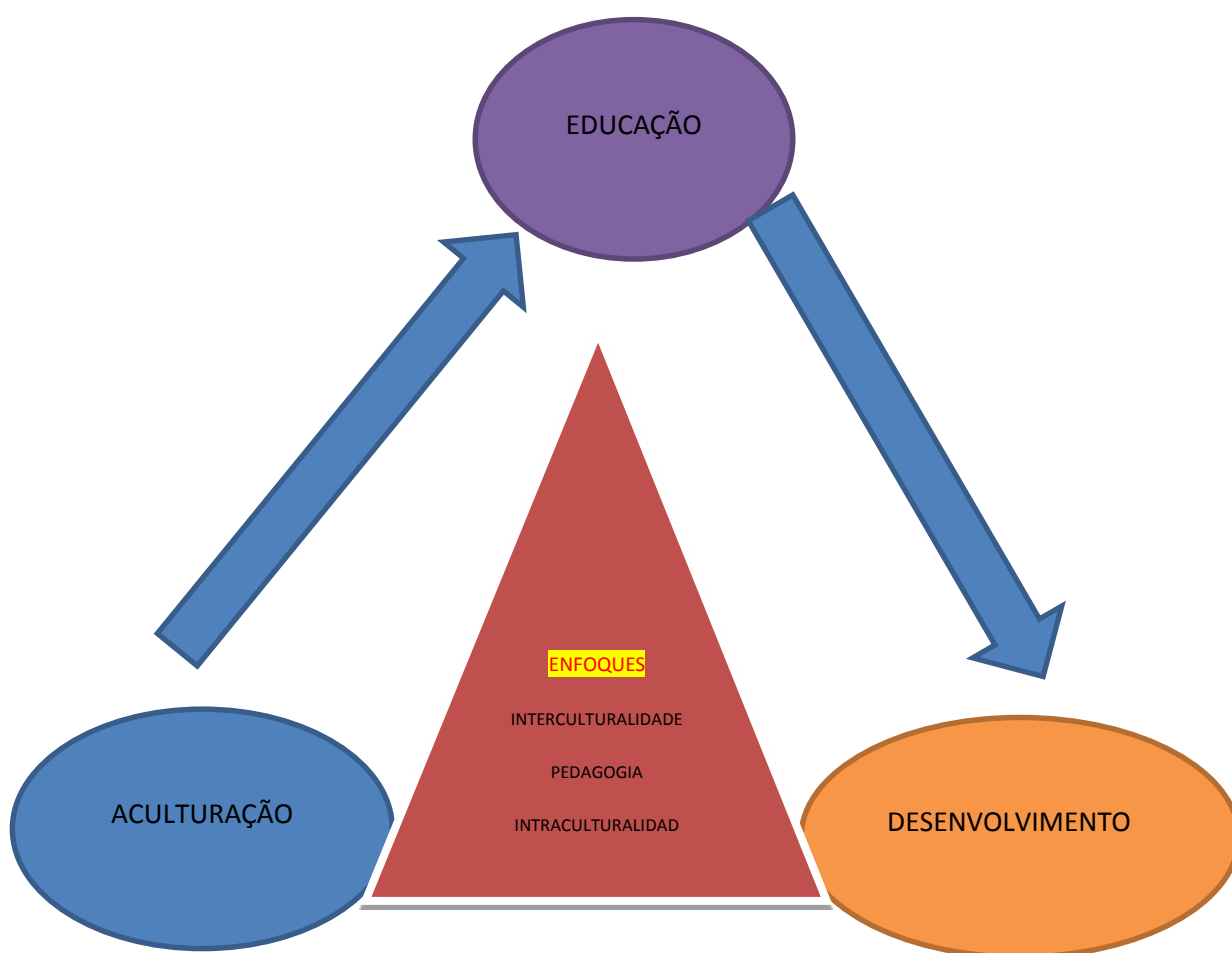 EDUCAÇÃO
ENFOQUES
INTERCULTURALIDADE
PEDAGOGIA
INTRACULTURALIDAD
ACULTURAÇÃO
DESENVOLVIMENTO